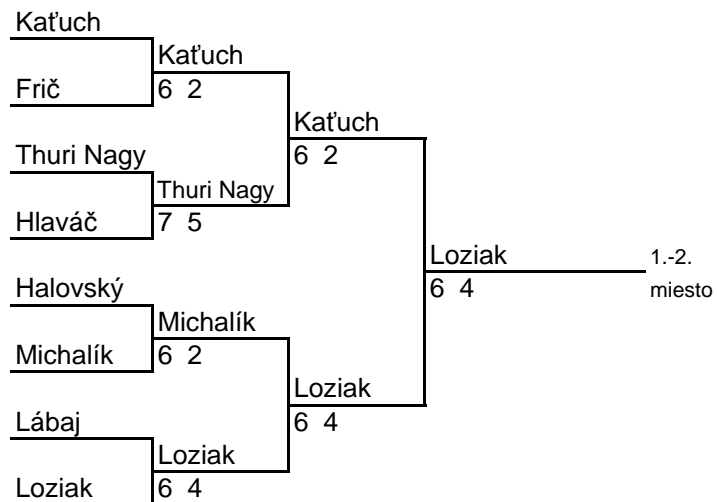 Kaťuch
Kaťuch
Frič
6 2
Kaťuch
6 2
Thuri Nagy
Thuri Nagy
Hlaváč
7 5
Loziak
6 4
1.-2.
miesto
Halovský
Michalík
Michalík
6 2
Loziak
6 4
Lábaj
Loziak
Loziak
6 4